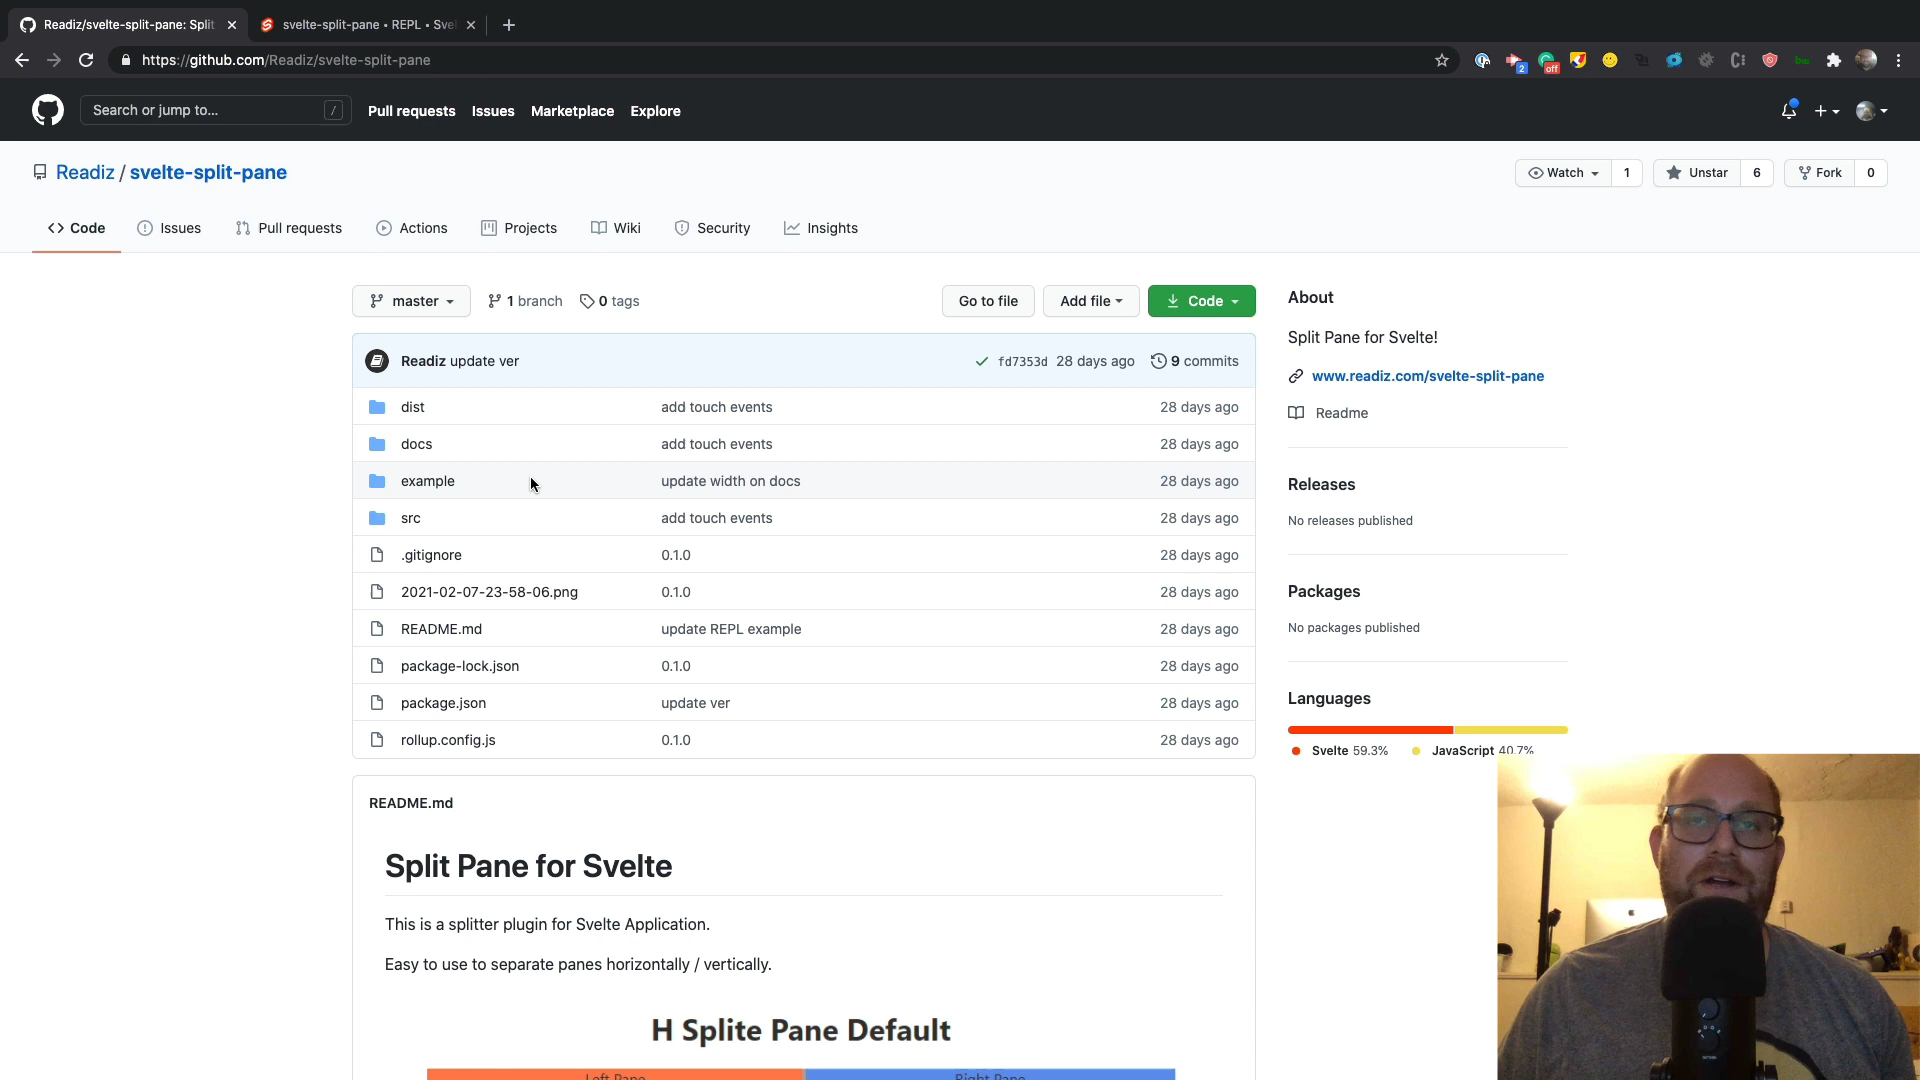 Readiz/svelte-split-pane: Split
svelte-split-pane • REPL • Sve
https://github.com/Readiz/svelte-split-pane
2
off
Search or jump to...
/
Pull requests
Issues
Marketplace
Explore
Readiz / svelte-split-pane
Watch 1
Unstar 6
Fork 0
Code
Issues
Pull requests
Actions
Projects
Wiki
Security
Insights
master
1 branch
0 tags
Go to file
Add file
Code
Readiz update ver
fd7353d 28 days ago
9 commits
dist add touch events 28 days ago
docs add touch events 28 days ago
example update width on docs 28 days ago
src add touch events 28 days ago
.gitignore 0.1.0 28 days ago
2021-02-07-23-58-06.png 0.1.0 28 days ago
README.md update REPL example 28 days ago
package-lock.json 0.1.0 28 days ago
package.json update ver 28 days ago
rollup.config.js 0.1.0 28 days ago
README.md
Split Pane for Svelte
This is a splitter plugin for Svelte Application.
Easy to use to separate panes horizontally / vertically.
H Splite Pane Default
Left Pane
Right Pane
About
Split Pane for Svelte!
www.readiz.com/svelte-split-pane
Readme
Releases
No releases published
Packages
No packages published
Languages
Svelte 59.3%
JavaScript 40.7%